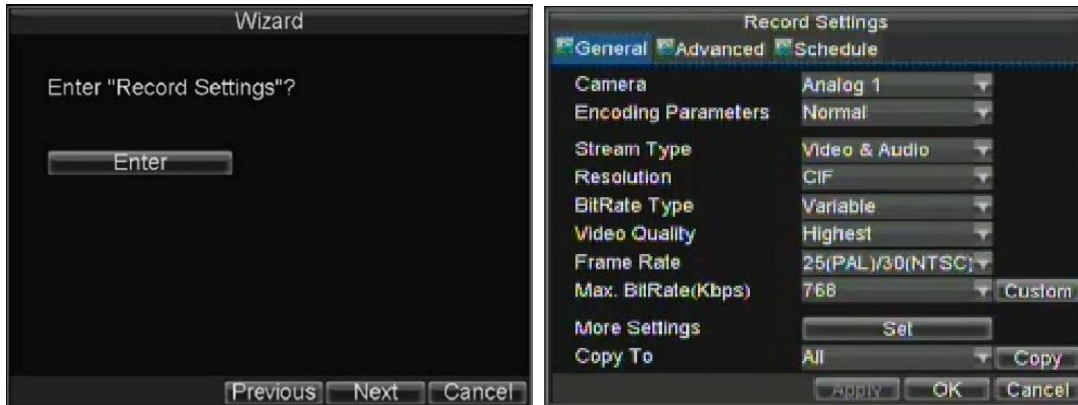 Wizard
Enter "Record Settings"?
Enter
Previous Next Cancel
Record Settings
General Advanced Schedule
Camera Analog 1
Encoding Parameters Normal
Stream Type Video & Audio
Resolution CIF
BitRate Type Variable
Video Quality Highest
Frame Rate 25(PAL)/30(NTSC)
Max. BitRate(Kbps) 768 Custom
More Settings Set
Copy To All Copy
Apply OK Cancel